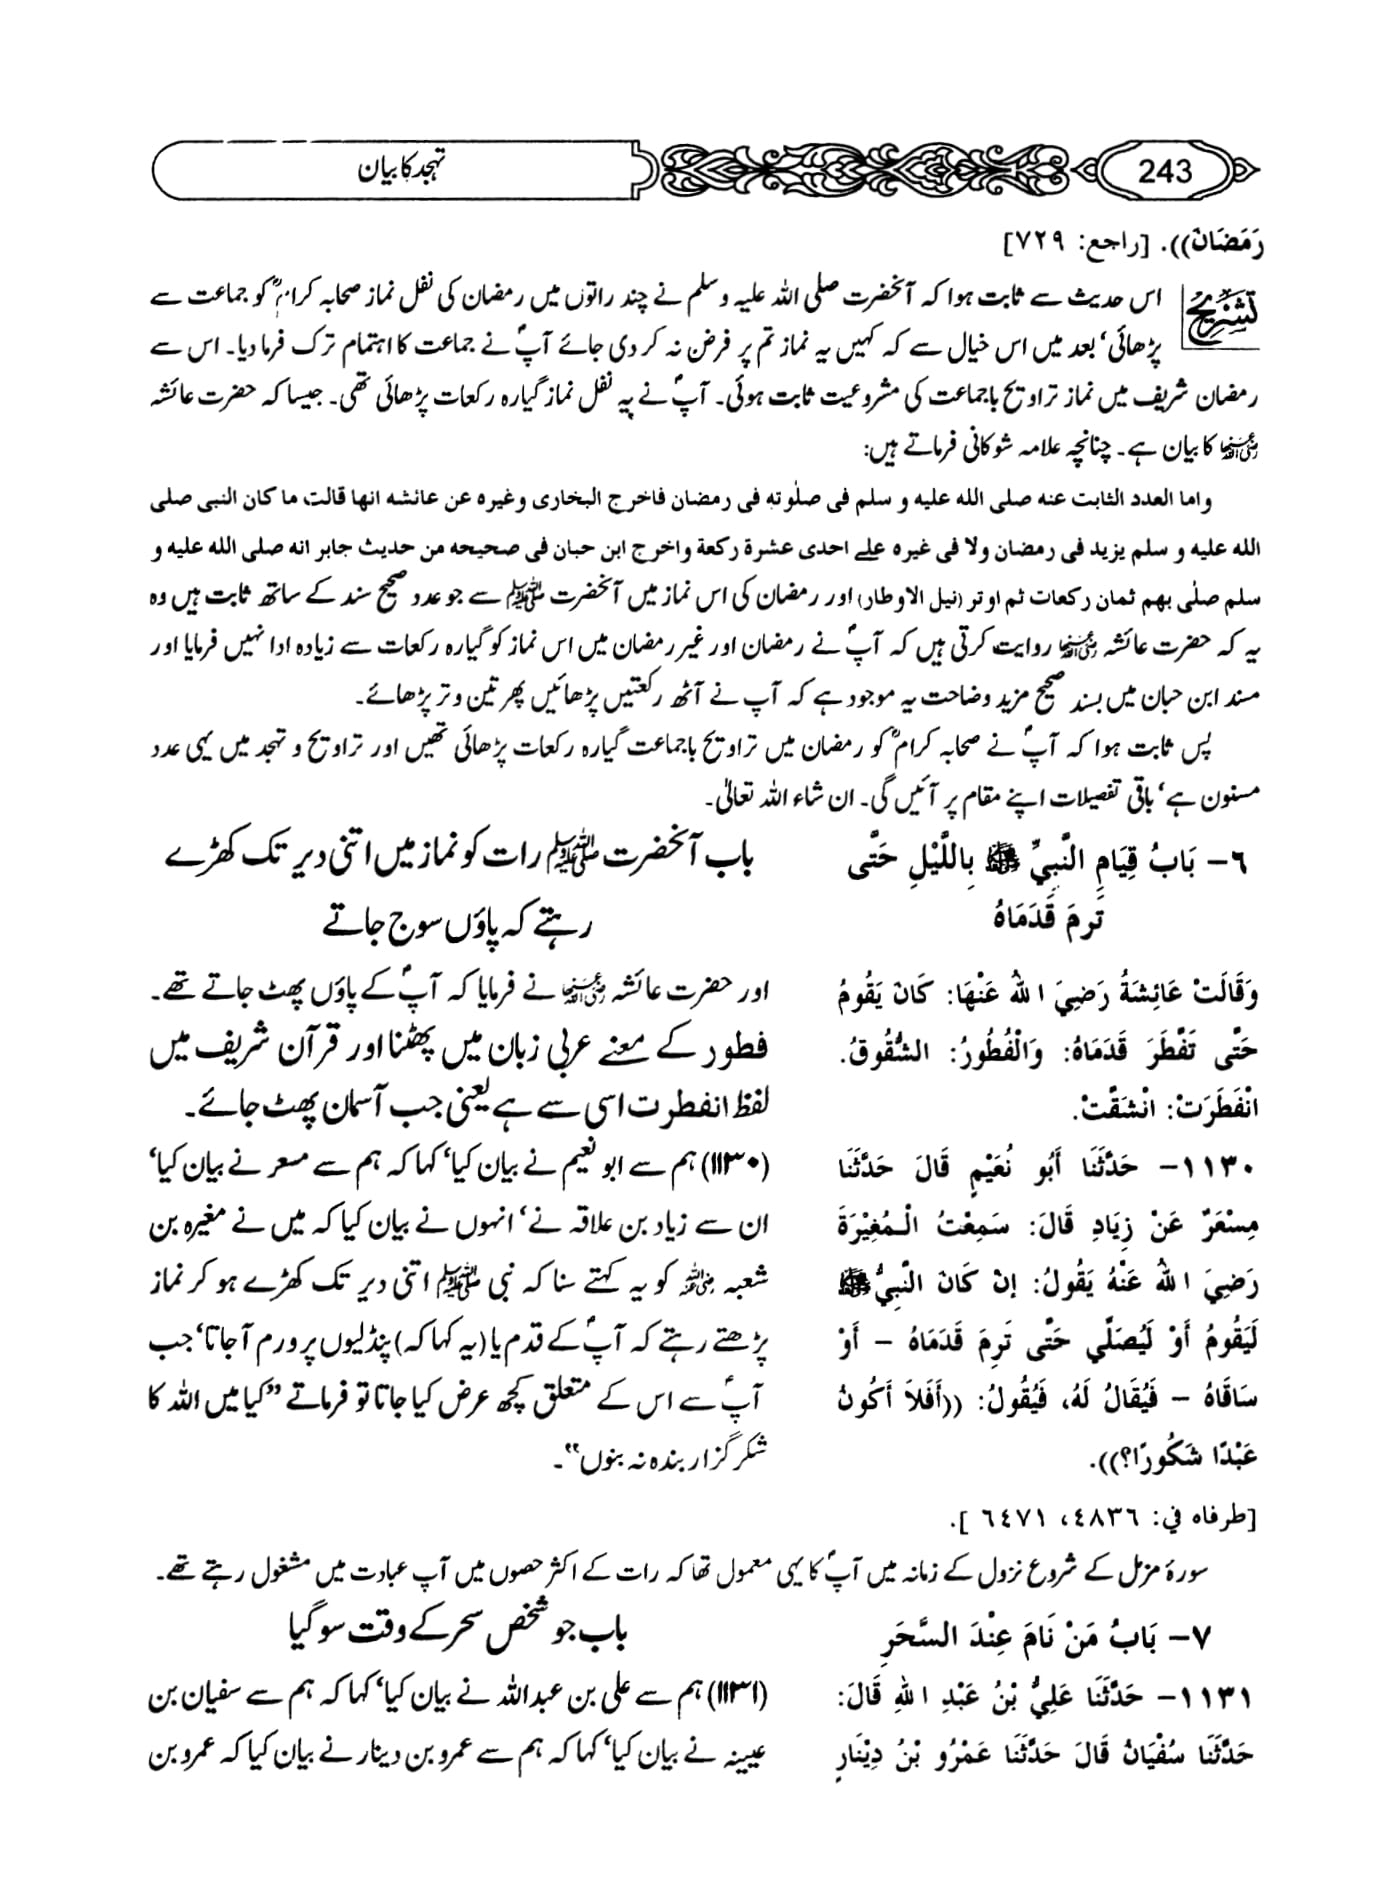 تہجد کا بیان
243
رَمَضَانَ)). [راجع: ٧٢٩]
تشریح اس حدیث سے ثابت ہوا کہ آنحضرت صلی اللہ علیہ وسلم نے چند راتوں میں رمضان کی نفل نماز صحابہ کرامؓ کو جماعت سے
پڑھائی‘ بعد میں اس خیال سے کہ کہیں یہ نماز تم پر فرض نہ کر دی جائے آپؐ نے جماعت کا اہتمام ترک فرما دیا۔ اس سے
رمضان شریف میں نماز تراویح باجماعت کی مشروعیت ثابت ہوئی۔ آپؐ نے یہ نفل نماز گیارہ رکعات پڑھائی تھی۔ جیسا کہ حضرت عائشہ
رضی اللہ عنہا کا بیان ہے۔ چنانچہ علامہ شوکانی فرماتے ہیں:
واما العدد الثابت عنہ صلی اللہ علیہ و سلم فی صلوتہ فی رمضان فاخرج البخاری وغیرہ عن عائشہ انہا قالت ما کان النبی صلی
اللہ علیہ و سلم یزید فی رمضان ولا فی غیرہ علے احدی عشرة رکعة واخرج ابن حبان فی صحیحہ من حدیث جابر انہ صلی اللہ علیہ و
سلم صلی بہم ثمان رکعات ثم اوتر (نیل الاوطار) اور رمضان کی اس نماز میں آنحضرت ﷺ سے جو عدد صحیح سند کے ساتھ ثابت ہیں وہ
یہ کہ حضرت عائشہ رضی اللہ عنہا روایت کرتی ہیں کہ آپؐ نے رمضان اور غیر رمضان میں اس نماز کو گیارہ رکعات سے زیادہ ادا نہیں فرمایا اور
مسند ابن حبان میں بسند صحیح مزید وضاحت یہ موجود ہے کہ آپ نے آٹھ رکعتیں پڑھائیں پھر تین وتر پڑھائے۔
پس ثابت ہوا کہ آپؐ نے صحابہ کرامؓ کو رمضان میں تراویح باجماعت گیارہ رکعات پڑھائی تھیں اور تراویح و تہجد میں یہی عدد
مسنون ہے‘ باقی تفصیلات اپنے مقام پر آئیں گی۔ ان شاء اللہ تعالیٰ۔
٦- بَابُ قِيَامِ النَّبِيِّ ﷺ بِاللَّيْلِ حَتَّى
تَرِمَ قَدَمَاهُ
وَقَالَتْ عَائِشَةُ رَضِيَ اللهُ عَنْهَا: كَانَ يَقُومُ
حَتَّى تَفَطَّرَ قَدَمَاهُ: وَالْفُطُورُ: الشُّقُوقُ.
انْفَطَرَتْ: انْشَقَّتْ.
١١٣٠- حَدَّثَنَا أَبُو نُعَيْمٍ قَالَ حَدَّثَنَا
مِسْعَرٌ عَنْ زِيَادٍ قَالَ: سَمِعْتُ الْمُغِيْرَةَ
رَضِيَ اللهُ عَنْهُ يَقُولُ: إِنْ كَانَ النَّبِيُّ ﷺ
لَيَقُومُ أَوْ لَيُصَلِّي حَتَّى تَرِمَ قَدَمَاهُ - أَوْ
سَاقَاهُ - فَيُقَالُ لَهُ، فَيَقُولُ: ((أَفَلاَ أَكُونُ
عَبْدًا شَكُورًا؟)).
[طرفاه في: ٤٨٣٦، ٦٤٧١ ].
باب آنحضرت ﷺ رات کو نماز میں اتنی دیر تک کھڑے
رہتے کہ پاؤں سوج جاتے
اور حضرت عائشہ رضی اللہ عنہا نے فرمایا کہ آپؐ کے پاؤں پھٹ جاتے تھے۔
فطور کے معنے عربی زبان میں پھٹنا اور قرآن شریف میں
لفظ انفطرت اسی سے ہے یعنی جب آسمان پھٹ جائے۔
(۱۱۳۰) ہم سے ابو نعیم نے بیان کیا‘ کہا کہ ہم سے مسعر نے بیان کیا‘
ان سے زیاد بن علاقہ نے‘ انہوں نے بیان کیا کہ میں نے مغیرہ بن
شعبہ رضی اللہ عنہ کو یہ کہتے سنا کہ نبی ﷺ اتنی دیر تک کھڑے ہو کر نماز
پڑھتے رہتے کہ آپؐ کے قدم یا (یہ کہا کہ) پنڈلیوں پر ورم آجاتا‘ جب
آپؐ سے اس کے متعلق کچھ عرض کیا جاتا تو فرماتے ”کیا میں اللہ کا
شکر گزار بندہ نہ بنوں“۔
سورۂ مزمل کے شروع نزول کے زمانہ میں آپؐ کا یہی معمول تھا کہ رات کے اکثر حصوں میں آپ عبادت میں مشغول رہتے تھے۔
٧- بَابُ مَنْ نَامَ عِنْدَ السَّحَرِ
١١٣١- حَدَّثَنَا عَلِيُّ بْنُ عَبْدِ اللهِ قَالَ:
حَدَّثَنَا سُفْيَانُ قَالَ حَدَّثَنَا عَمْرُو بْنُ دِيْنَارٍ
باب جو شخص سحر کے وقت سو گیا
(۱۱۳۱) ہم سے علی بن عبداللہ نے بیان کیا‘ کہا کہ ہم سے سفیان بن
عیینہ نے بیان کیا‘ کہا کہ ہم سے عمرو بن دینار نے بیان کیا کہ عمرو بن